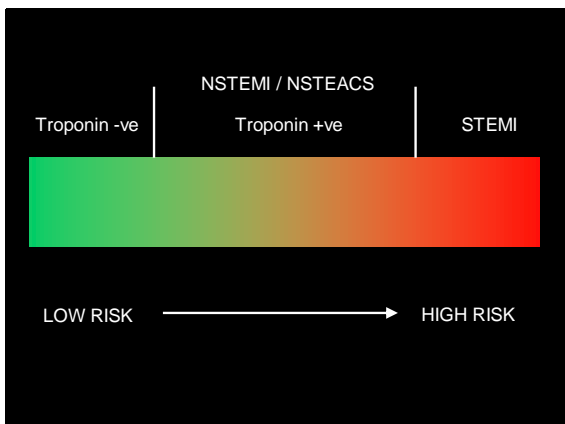 NSTEMI / NSTEACS
Troponin -ve
Troponin +ve
STEMI
LOW RISK
HIGH RISK